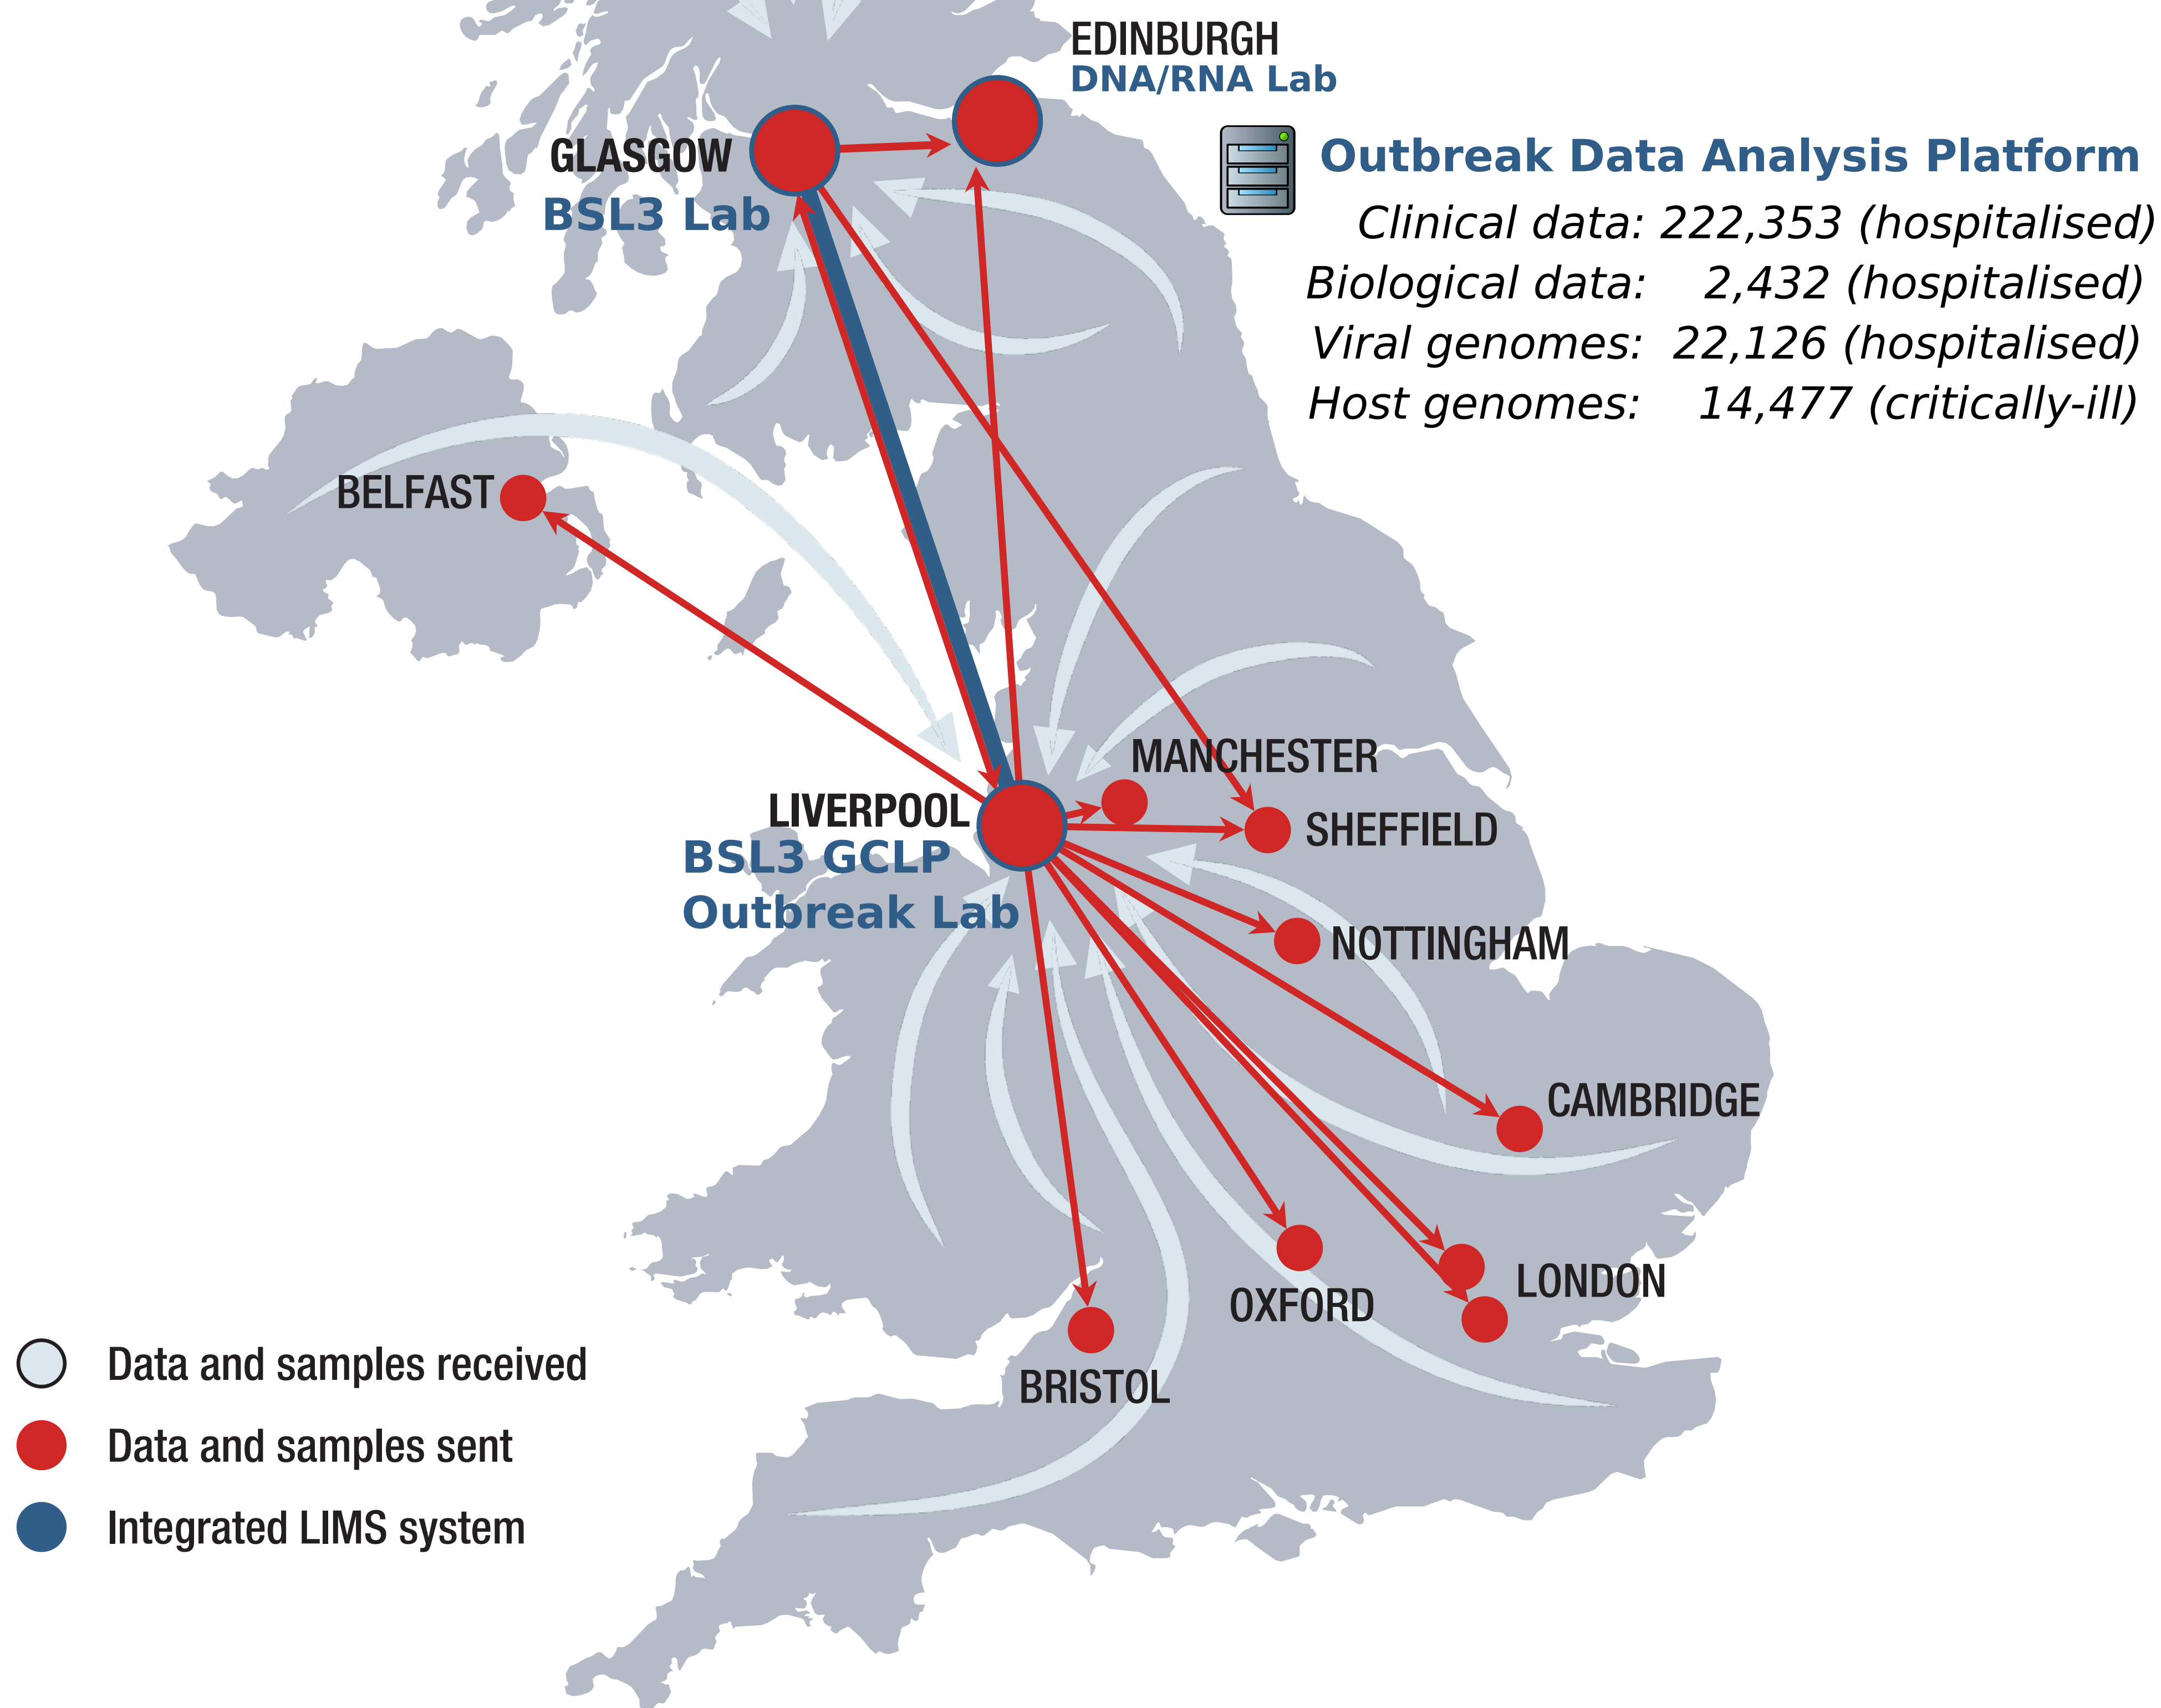 EDINBURGH
DNA/RNA Lab
GLASGOW
BSL3 Lab
Outbreak Data Analysis Platform
Clinical data: 222,353 (hospitalised)
Biological data: 2,432 (hospitalised)
Viral genomes: 22,126 (hospitalised)
Host genomes: 14,477 (critically-ill)
BELFAST
MANCHESTER
LIVERPOOL
BSL3 GCLP
Outbreak Lab
SHEFFIELD
NOTTINGHAM
CAMBRIDGE
LONDON
OXFORD
BRISTOL
Data and samples received
Data and samples sent
Integrated LIMS system